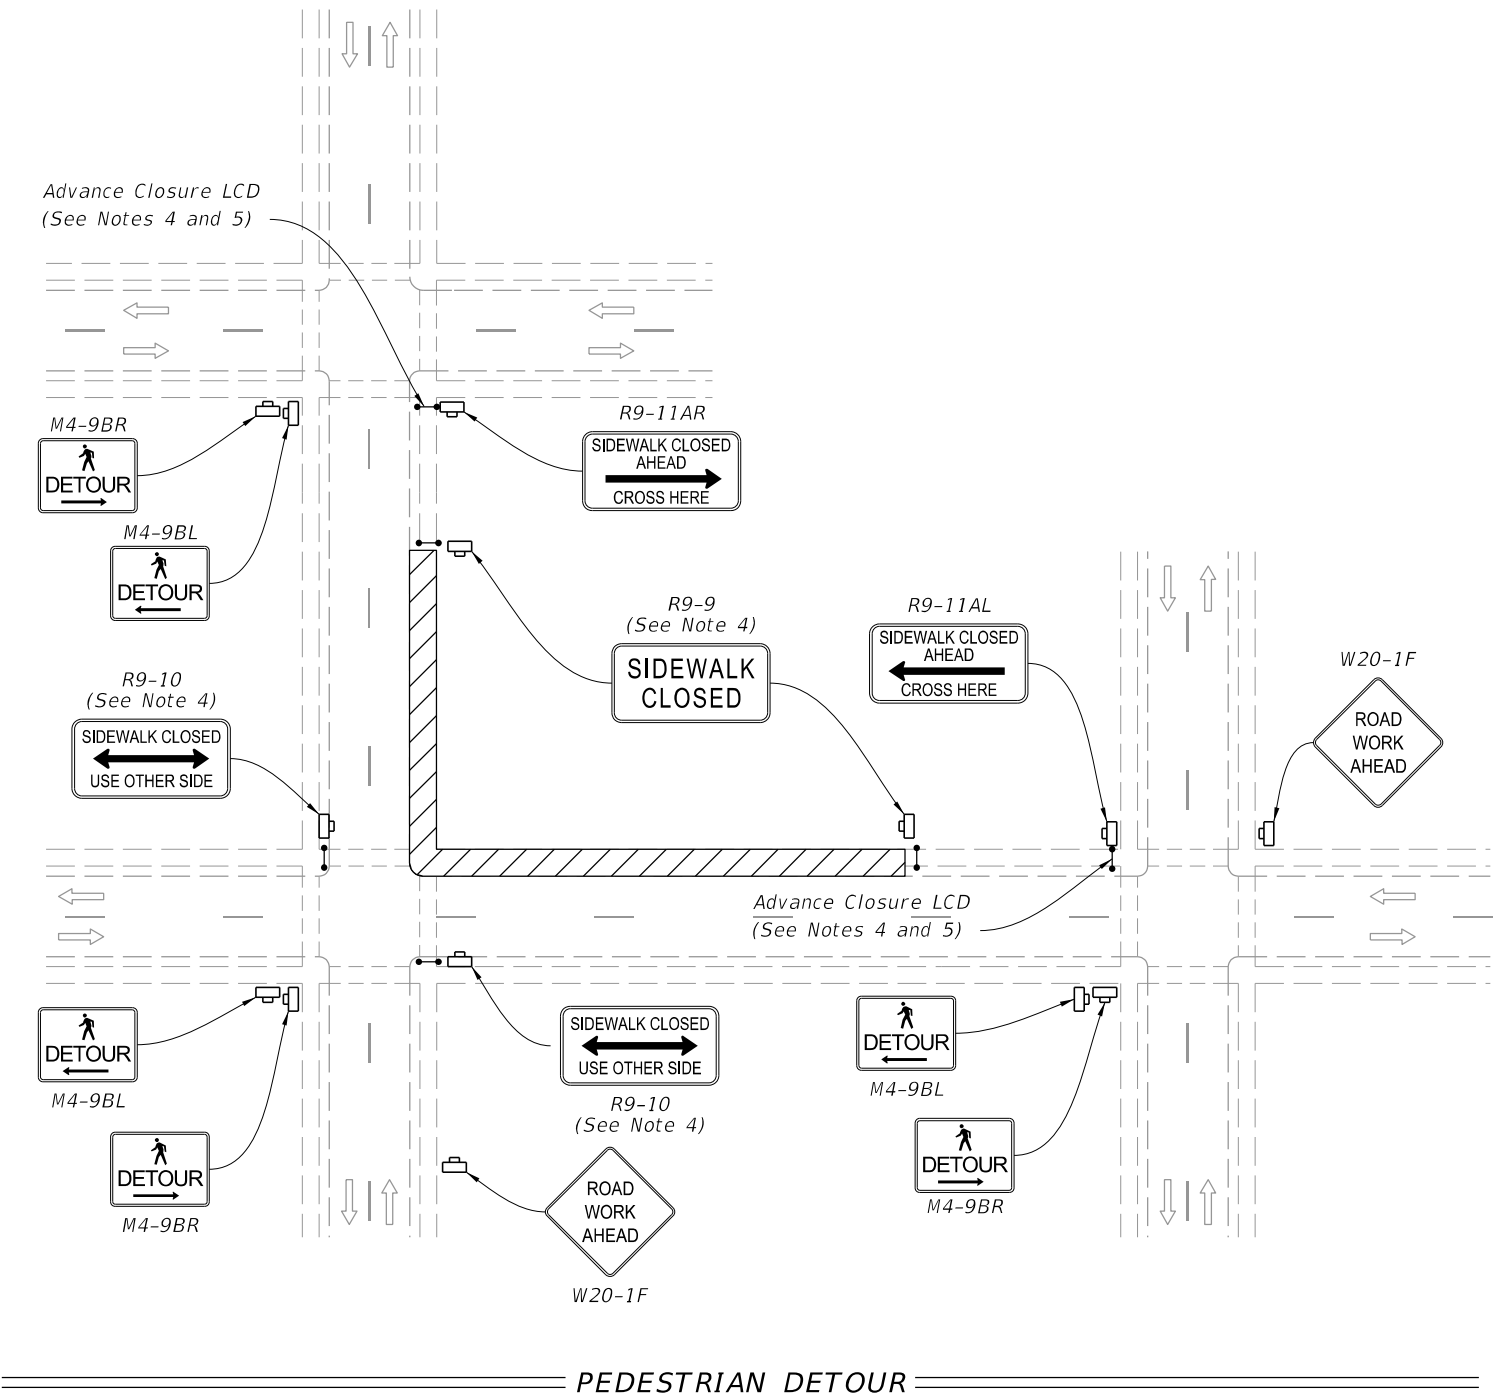 Advance Closure LCD
(See Notes 4 and 5)
M4-9BR
DETOUR
M4-9BL
DETOUR
R9-11AR
SIDEWALK CLOSED
AHEAD
CROSS HERE
R9-9
(See Note 4)
SIDEWALK
CLOSED
R9-11AL
SIDEWALK CLOSED
AHEAD
CROSS HERE
W20-1F
ROAD
WORK
AHEAD
R9-10
(See Note 4)
SIDEWALK CLOSED
USE OTHER SIDE
Advance Closure LCD
(See Notes 4 and 5)
DETOUR
M4-9BL
DETOUR
M4-9BR
SIDEWALK CLOSED
USE OTHER SIDE
R9-10
(See Note 4)
ROAD
WORK
AHEAD
W20-1F
DETOUR
M4-9BL
DETOUR
M4-9BR
PEDESTRIAN DETOUR